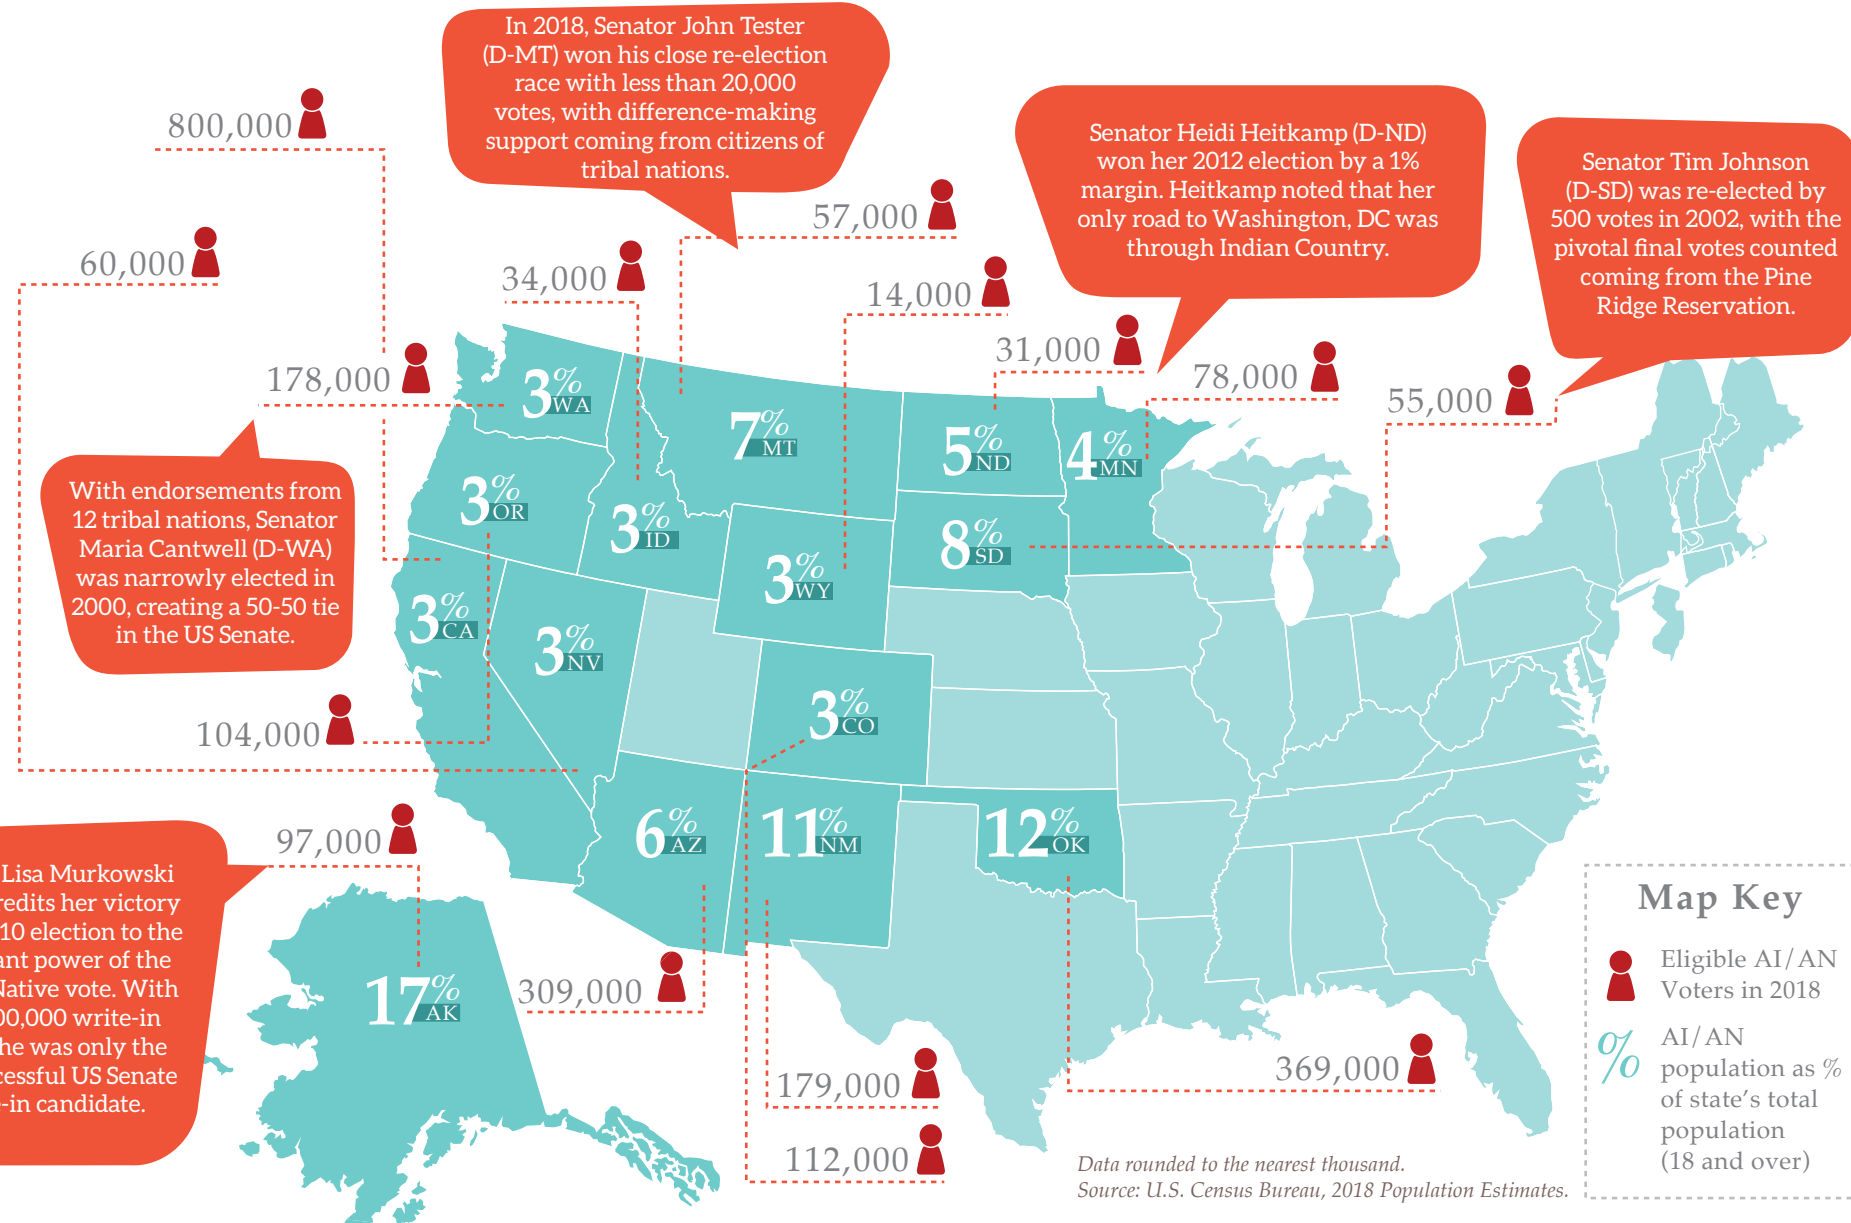 In 2018, Senator John Tester
(D-MT) won his close re-election
race with less than 20,000
votes, with difference-making
support coming from citizens of
tribal nations.
Senator Heidi Heitkamp (D-ND)
won her 2012 election by a 1%
margin. Heitkamp noted that her
only road to Washington, DC was
through Indian Country.
Senator Tim Johnson
(D-SD) was re-elected by
500 votes in 2002, with the
pivotal final votes counted
coming from the Pine
Ridge Reservation.
800,000
57,000
60,000
34,000
14,000
31,000
178,000
78,000
55,000
With endorsements from
12 tribal nations, Senator
Maria Cantwell (D-WA)
was narrowly elected in
2000, creating a 50-50 tie
in the US Senate.
3% WA
7% MT
5% ND
4% MN
3% OR
3% ID
8% SD
3% WY
3% CA
3% NV
3% CO
104,000
6% AZ
11% NM
12% OK
97,000
Lisa Murkowski
redits her victory
10 election to the
ant power of the
Native vote. With
00,000 write-in
he was only the
cessful US Senate
-in candidate.
17% AK
309,000
179,000
112,000
369,000
Map Key
Eligible AI/AN
Voters in 2018
%
AI/AN
population as %
of state's total
population
(18 and over)
Data rounded to the nearest thousand.
Source: U.S. Census Bureau, 2018 Population Estimates.